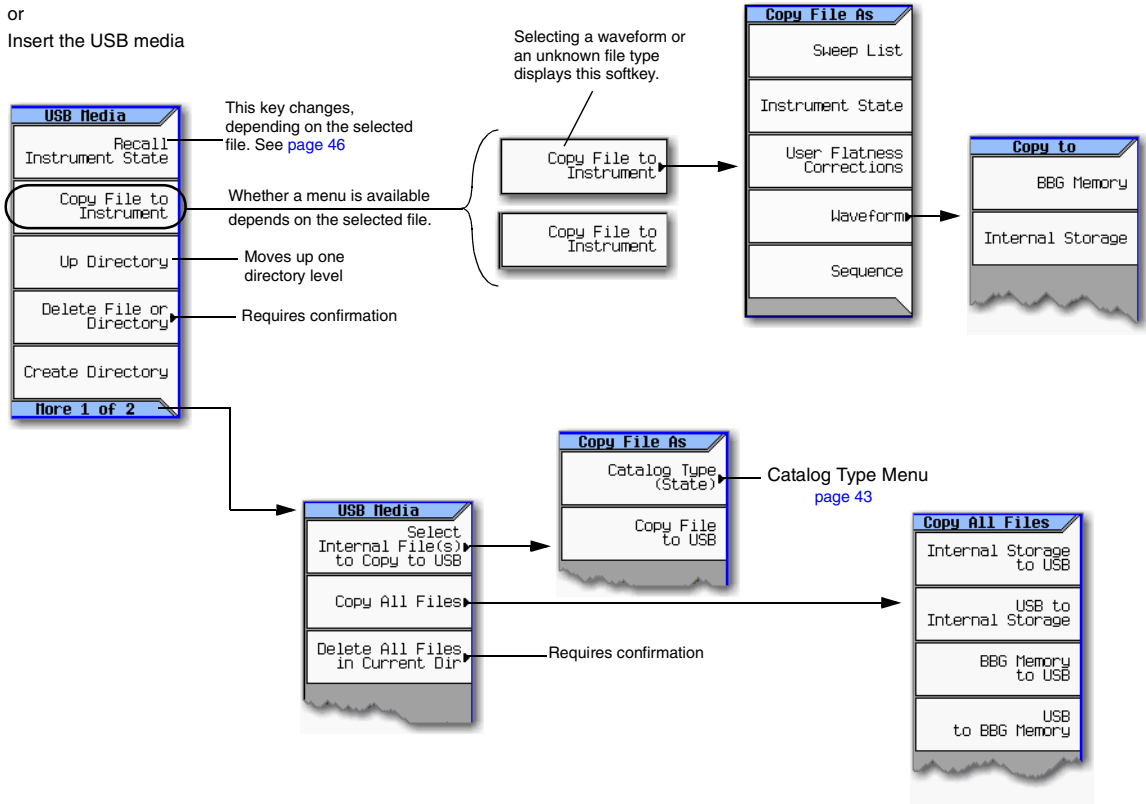 or
Insert the USB media
USB Media
Recall
Instrument State
Copy File to
Instrument
Up Directory
Delete File or
Directory
Create Directory
More 1 of 2
This key changes,
depending on the selected
file. See page 46
Whether a menu is available
depends on the selected file.
Moves up one
directory level
Requires confirmation
Selecting a waveform or
an unknown file type
displays this softkey.
Copy File to
Instrument
Copy File to
Instrument
Copy File As
Sweep List
Instrument State
User Flatness
Corrections
Waveform
Sequence
Copy to
BBG Memory
Internal Storage
USB Media
Select
Internal File(s)
to Copy to USB
Copy All Files
Delete All Files
in Current Dir
Requires confirmation
Copy File As
Catalog Type
(State)
Copy File
to USB
Catalog Type Menu
page 43
Copy All Files
Internal Storage
to USB
USB to
Internal Storage
BBG Memory
to USB
USB
to BBG Memory